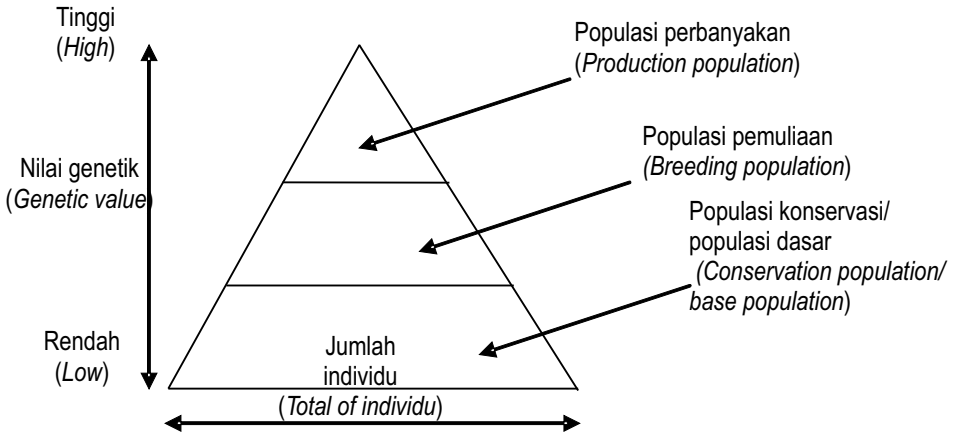 Tinggi
(High)
Populasi perbanyakan
(Production population)
Populasi pemuliaan
(Breeding population)
Nilai genetik
(Genetic value)
Populasi konservasi/
populasi dasar
(Conservation population/
base population)
Rendah
(Low)
Jumlah
individu
(Total of individu)